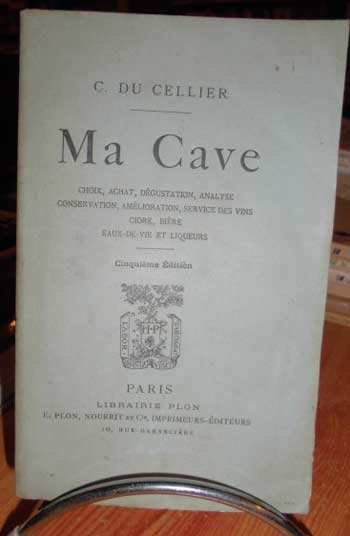 C. DU CELLIER
Ma Cave
CHOIX, ACHAT, DÉGUSTATION, ANALYSE
CONSERVATION, AMÉLIORATION, SERVICE DES VINS
CIDRE, BIÈRE
EAUX-DE-VIE ET LIQUEURS
Cinquième Édition
LABOR
H·P
PARIS
LIBRAIRIE PLON
E. PLON, NOURRIT ET Cie, IMPRIMEURS-ÉDITEURS
10, RUE GARANCIÈRE